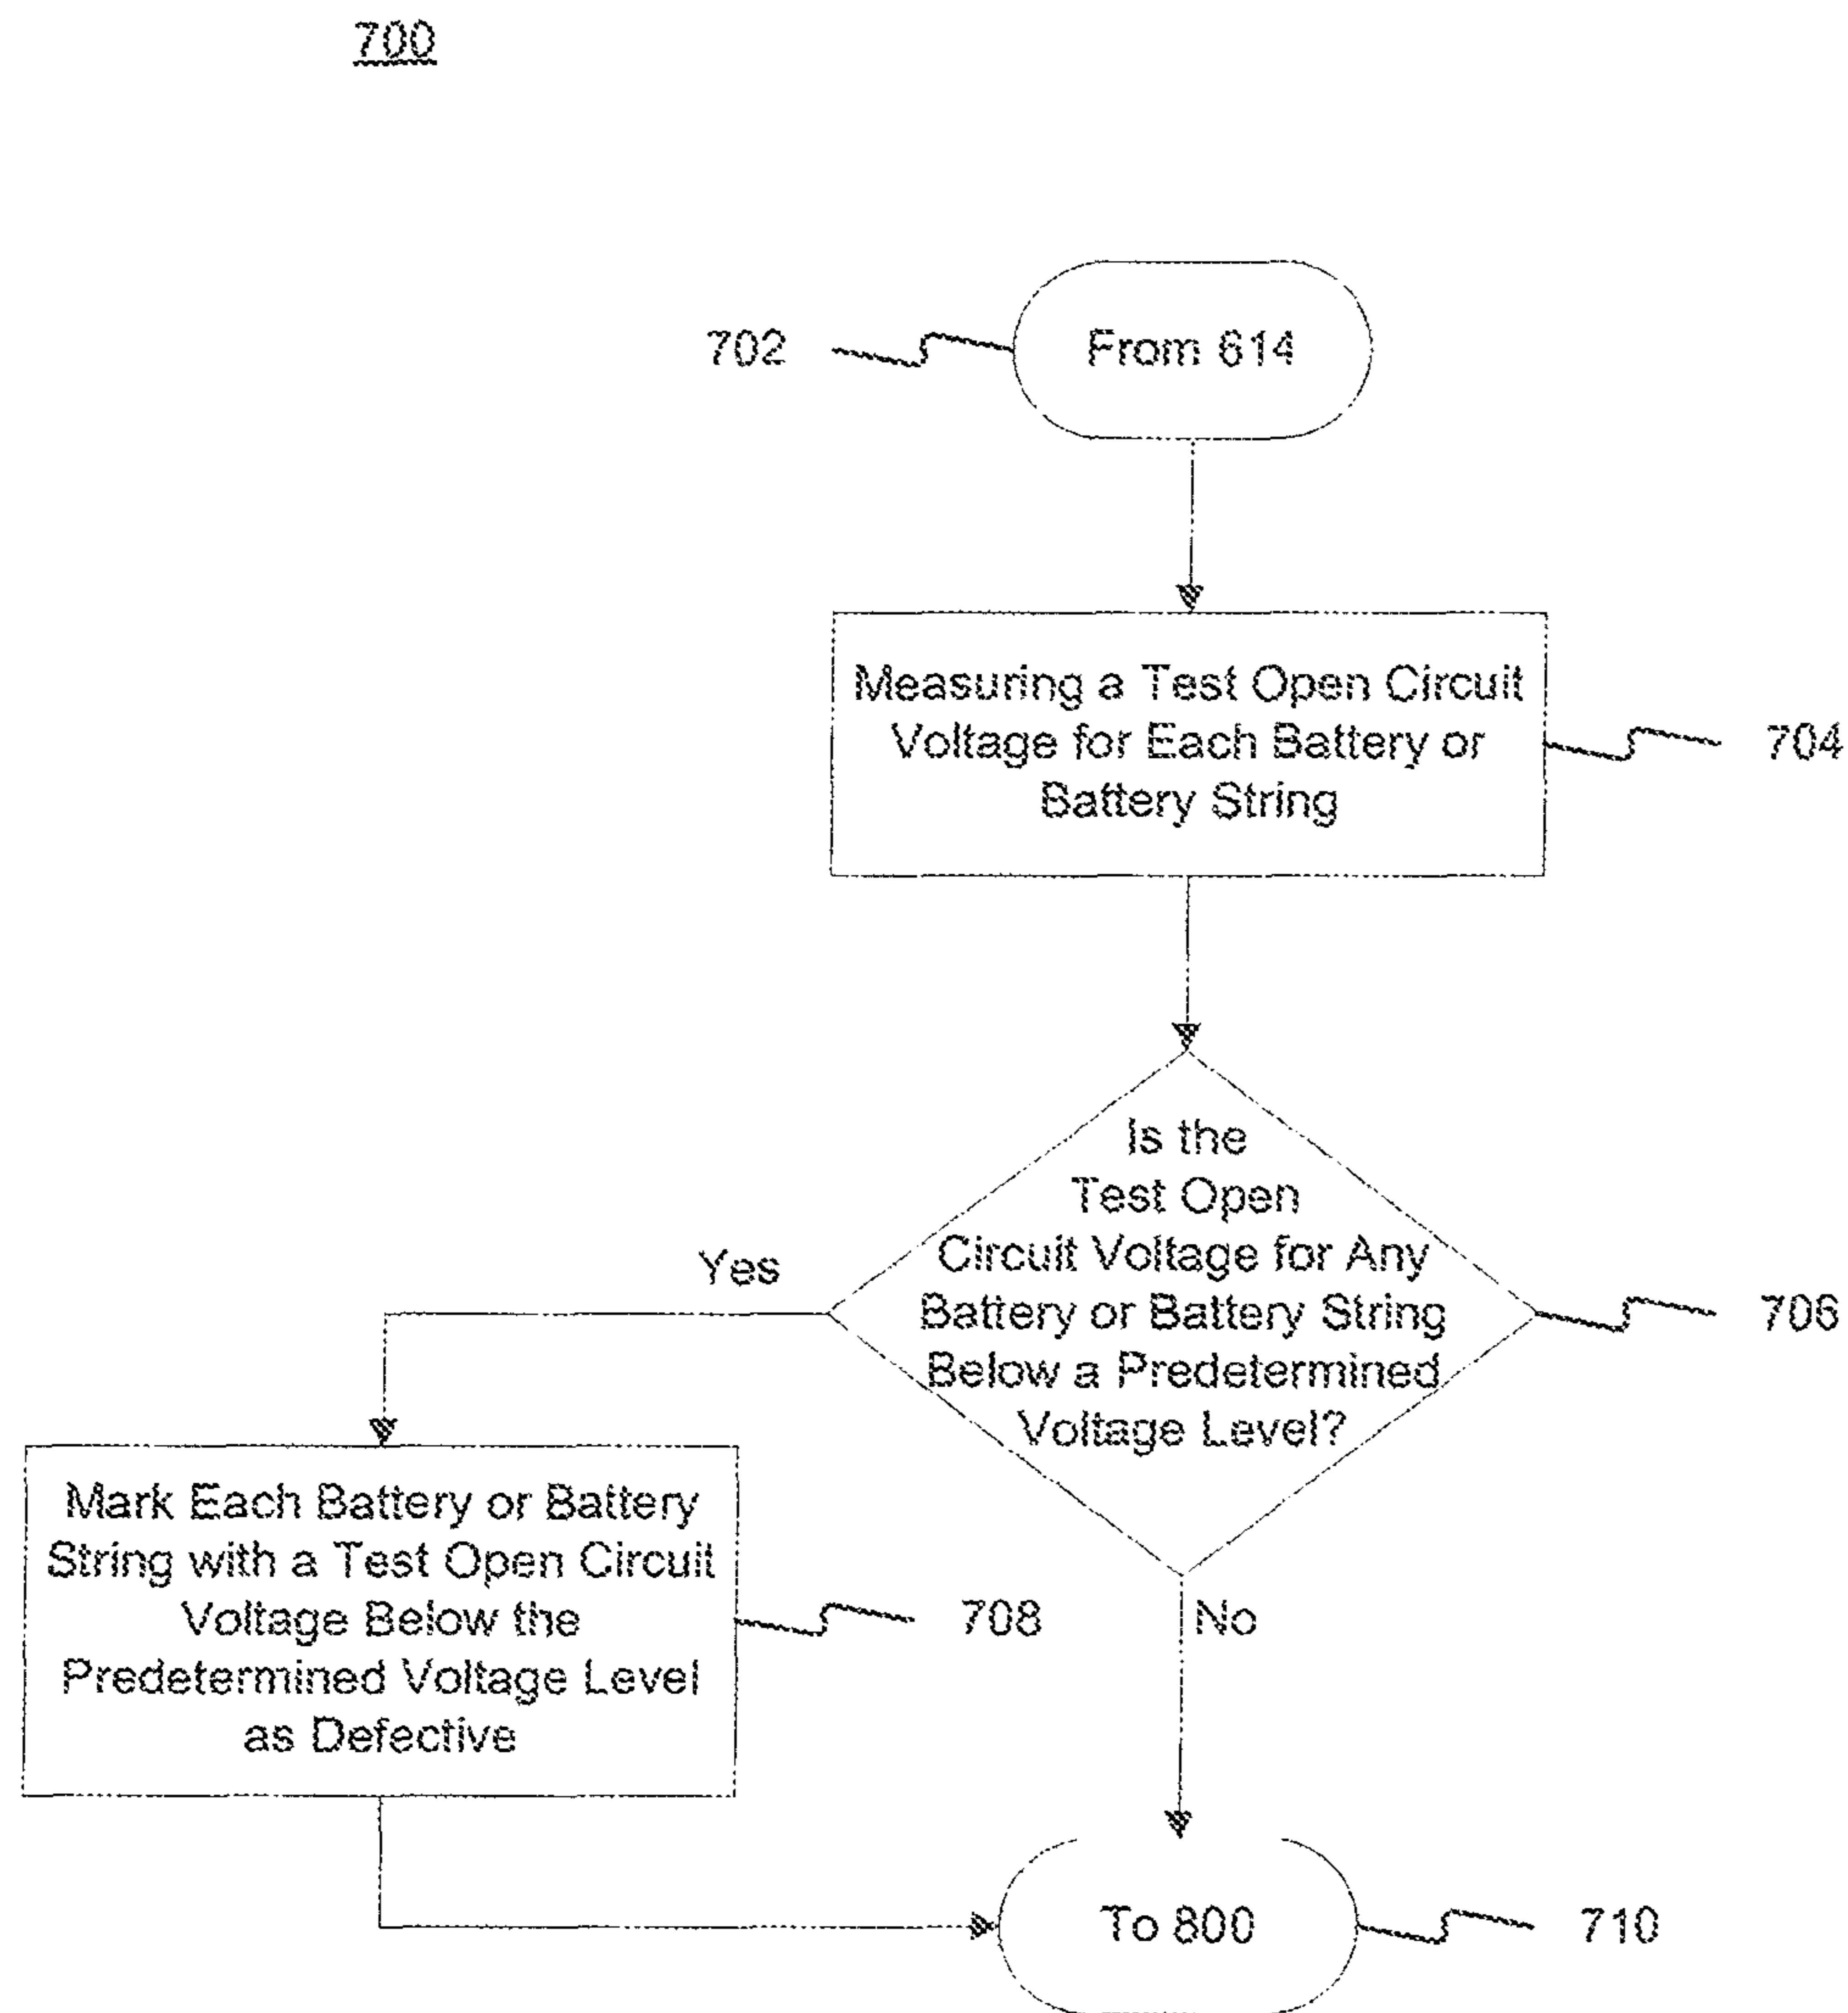 700
702
From 614
Measuring a Test Open Circuit
Voltage for Each Battery or
Battery String
704
Is the
Test Open
Circuit Voltage for Any
Battery or Battery String
Below a Predetermined
Voltage Level?
706
Yes
Mark Each Battery or Battery
String with a Test Open Circuit
Voltage Below the
Predetermined Voltage Level
as Defective
708
No
To 800
710